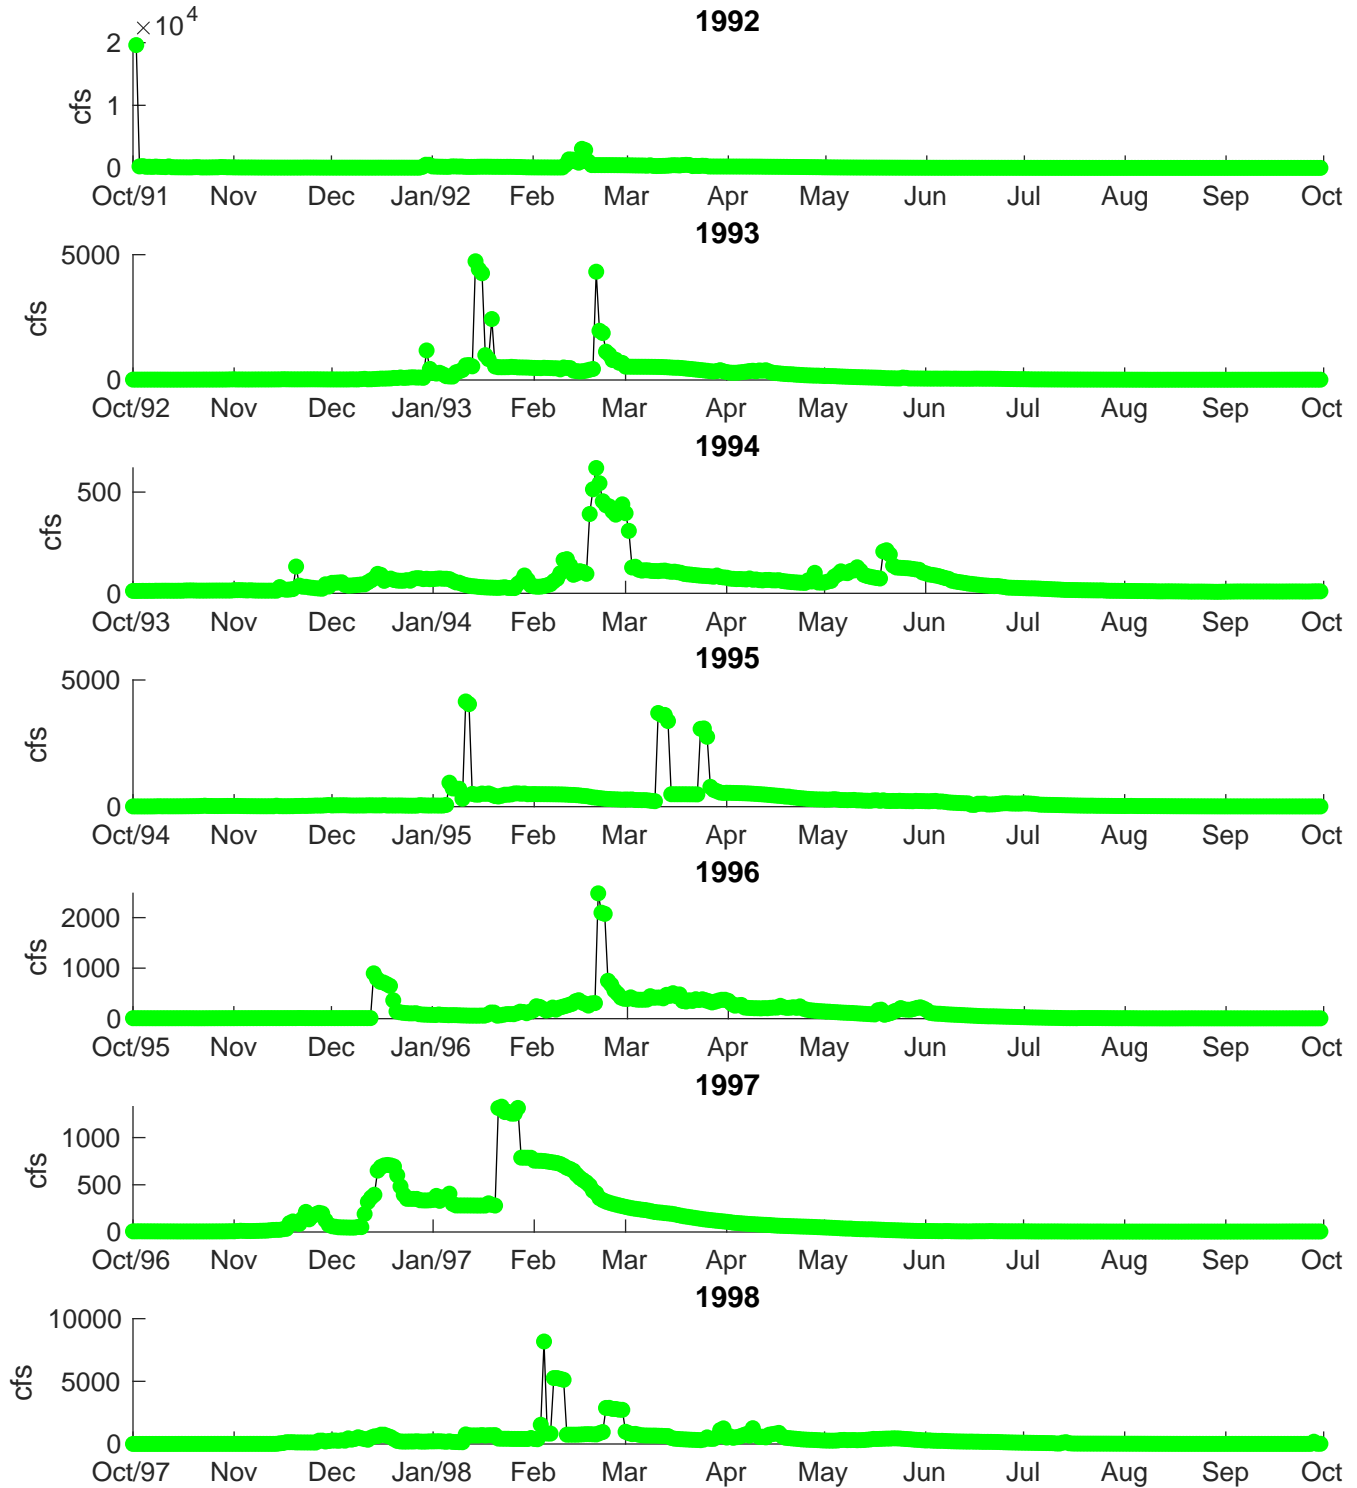 1992
×10^4
2
1
0
cfs
Oct/91 Nov Dec Jan/92 Feb Mar Apr May Jun Jul Aug Sep Oct
1993
5000
0
cfs
Oct/92 Nov Dec Jan/93 Feb Mar Apr May Jun Jul Aug Sep Oct
1994
500
0
cfs
Oct/93 Nov Dec Jan/94 Feb Mar Apr May Jun Jul Aug Sep Oct
1995
5000
0
cfs
Oct/94 Nov Dec Jan/95 Feb Mar Apr May Jun Jul Aug Sep Oct
1996
2000
1000
0
cfs
Oct/95 Nov Dec Jan/96 Feb Mar Apr May Jun Jul Aug Sep Oct
1997
1000
500
0
cfs
Oct/96 Nov Dec Jan/97 Feb Mar Apr May Jun Jul Aug Sep Oct
1998
10000
5000
0
cfs
Oct/97 Nov Dec Jan/98 Feb Mar Apr May Jun Jul Aug Sep Oct